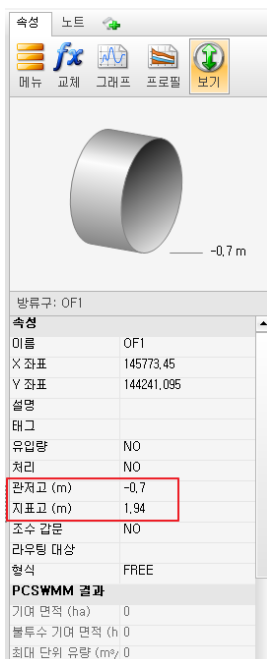 속성 노트
메뉴 교체 그래프 프로필 보기
-0.7 m
방류구: OF1
속성
이름 OF1
X 좌표 145773.45
Y 좌표 144241.095
설명
태그
유입량 NO
처리 NO
관저고 (m) -0.7
지표고 (m) 1.94
조수 갑문 NO
라우팅 대상
형식 FREE
PCSWMM 결과
기여 면적 (ha) 0
불투수 기여 면적 (h 0
최대 단위 유량 (m³/ 0